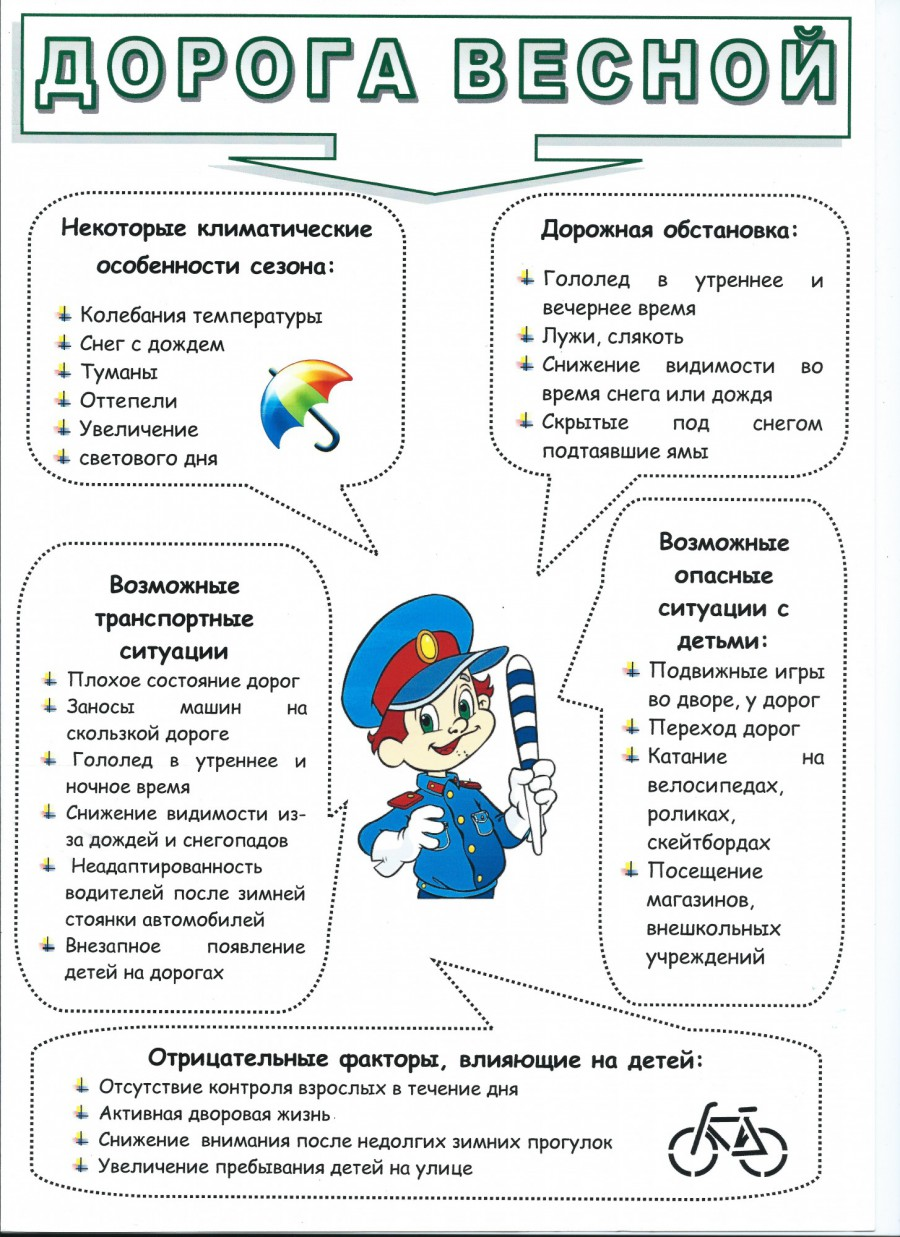 ДОРОГА ВЕСНОЙ
Некоторые климатические
особенности сезона:
Колебания температуры
Снег с дождем
Туманы
Оттепели
Увеличение
светового дня
Дорожная обстановка:
Гололед в утреннее и
вечернее время
Лужи, слякоть
Снижение видимости во
время снега или дождя
Скрытые под снегом
подтаявшие ямы
Возможные
транспортные
ситуации
Плохое состояние дорог
Заносы машин на
скользкой дороге
Гололед в утреннее и
ночное время
Снижение видимости из-
за дождей и снегопадов
Неадаптированность
водителей после зимней
стоянки автомобилей
Внезапное появление
детей на дорогах
Возможные
опасные
ситуации с
детьми:
Подвижные игры
во дворе, у дорог
Переход дорог
Катание на
велосипедах,
роликах,
скейтбордах
Посещение
магазинов,
внешкольных
учреждений
Отрицательные факторы, влияющие на детей:
Отсутствие контроля взрослых в течение дня
Активная дворовая жизнь
Снижение внимания после недолгих зимних прогулок
Увеличение пребывания детей на улице